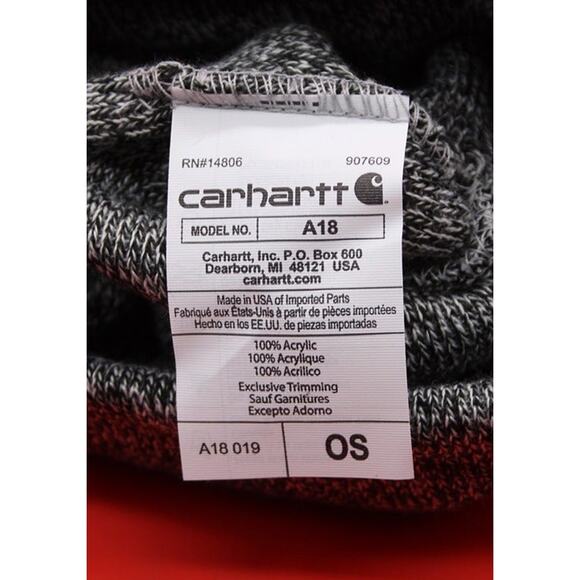 RN#14806 907609
carhartt
MODEL NO. A18
Carhartt, Inc. P.O. Box 600
Dearborn, MI 48121 USA
carhartt.com
Made in USA of Imported Parts
Fabriqué aux États-Unis à partir de pièces importées
Hecho en los EE.UU. de piezas importadas
100% Acrylic
100% Acrylique
100% Acrilico
Exclusive Trimming
Sauf Garnitures
Excepto Adorno
A18 019 OS